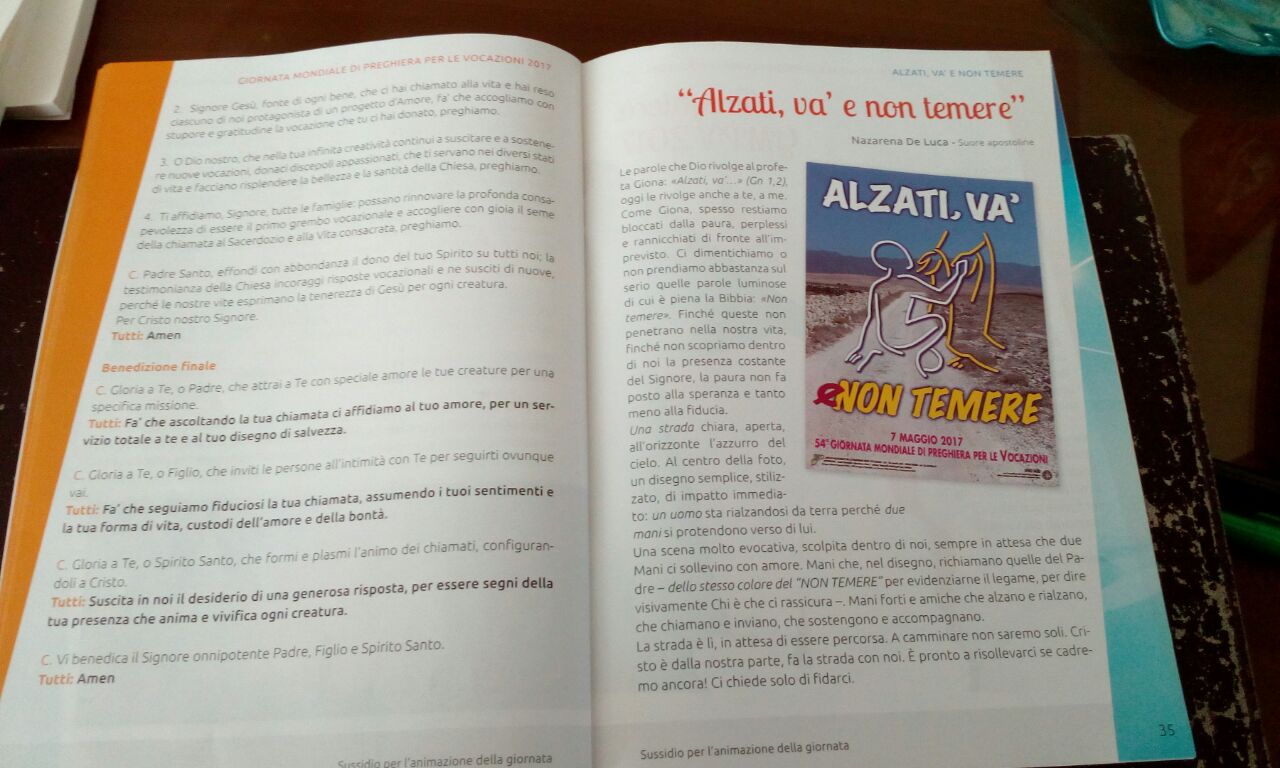 GIORNATA MONDIALE DI PREGHIERA PER LE VOCAZIONI 2017
2. Signore Gesù, fonte di ogni bene, che ci hai chiamato alla vita e hai reso
ciascuno di noi protagonista di un progetto d'Amore, fa' che accogliamo con
stupore e gratitudine la vocazione che tu ci hai donato, preghiamo.
3. O Dio nostro, che nella tua infinita creatività continui a suscitare e a sostene-
re nuove vocazioni, donaci discepoli appassionati, che ti servano nei diversi stati
di vita e facciano risplendere la bellezza e la santità della Chiesa, preghiamo.
4. Ti affidiamo, Signore, tutte le famiglie: possano rinnovare la profonda consa-
pevolezza di essere il primo grembo vocazionale e accogliere con gioia il seme
della chiamata al Sacerdozio e alla Vita consacrata, preghiamo.
C. Padre Santo, effondi con abbondanza il dono del tuo Spirito su tutti noi; la
testimonianza della Chiesa incoraggi risposte vocazionali e ne susciti di nuove,
perché le nostre vite esprimano la tenerezza di Gesù per ogni creatura.
Per Cristo nostro Signore.
Tutti: Amen
Benedizione finale
C. Gloria a Te, o Padre, che attrai a Te con speciale amore le tue creature per una
specifica missione.
Tutti: Fa' che ascoltando la tua chiamata ci affidiamo al tuo amore, per un ser-
vizio totale a te e al tuo disegno di salvezza.
C. Gloria a Te, o Figlio, che inviti le persone all'intimità con Te per seguirti ovunque
vai.
Tutti: Fa' che seguiamo fiduciosi la tua chiamata, assumendo i tuoi sentimenti e
la tua forma di vita, custodi dell'amore e della bontà.
C. Gloria a Te, o Spirito Santo, che formi e plasmi l'animo dei chiamati, configuran-
doli a Cristo.
Tutti: Suscita in noi il desiderio di una generosa risposta, per essere segni della
tua presenza che anima e vivifica ogni creatura.
C. Vi benedica il Signore onnipotente Padre, Figlio e Spirito Santo.
Tutti: Amen
Sussidio per l'animazione della giornata
ALZATI, VA' E NON TEMERE
"Alzati, va' e non temere"
Nazarena De Luca - Suore apostoline
Le parole che Dio rivolge al profe-
ta Giona: «Alzati, va'...» (Gn 1,2),
oggi le rivolge anche a te, a me.
Come Giona, spesso restiamo
bloccati dalla paura, perplessi
e rannicchiati di fronte all'im-
previsto. Ci dimentichiamo o
non prendiamo abbastanza sul
serio quelle parole luminose
di cui è piena la Bibbia: «Non
temere». Finché queste non
penetrano nella nostra vita,
finché non scopriamo dentro
di noi la presenza costante
del Signore, la paura non fa
posto alla speranza e tanto
meno alla fiducia.
Una strada chiara, aperta,
all'orizzonte l'azzurro del
cielo. Al centro della foto,
un disegno semplice, stiliz-
zato, di impatto immedia-
to: un uomo sta rialzandosi da terra perché due
mani si protendono verso di lui.
Una scena molto evocativa, scolpita dentro di noi, sempre in attesa che due
Mani ci sollevino con amore. Mani che, nel disegno, richiamano quelle del Pa-
dre – dello stesso colore del "NON TEMERE" per evidenziarne il legame, per dire
visivamente Chi è che ci rassicura –. Mani forti e amiche che alzano e rialzano,
che chiamano e inviano, che sostengono e accompagnano.
La strada è lì, in attesa di essere percorsa. A camminare non saremo soli. Cri-
sto è dalla nostra parte, fa la strada con noi. È pronto a risollevarci se cadre-
mo ancora! Ci chiede solo di fidarci.
ALZATI, VA'
e NON TEMERE
7 MAGGIO 2017
54ª GIORNATA MONDIALE DI PREGHIERA PER LE VOCAZIONI
Sussidio per l'animazione della giornata
35